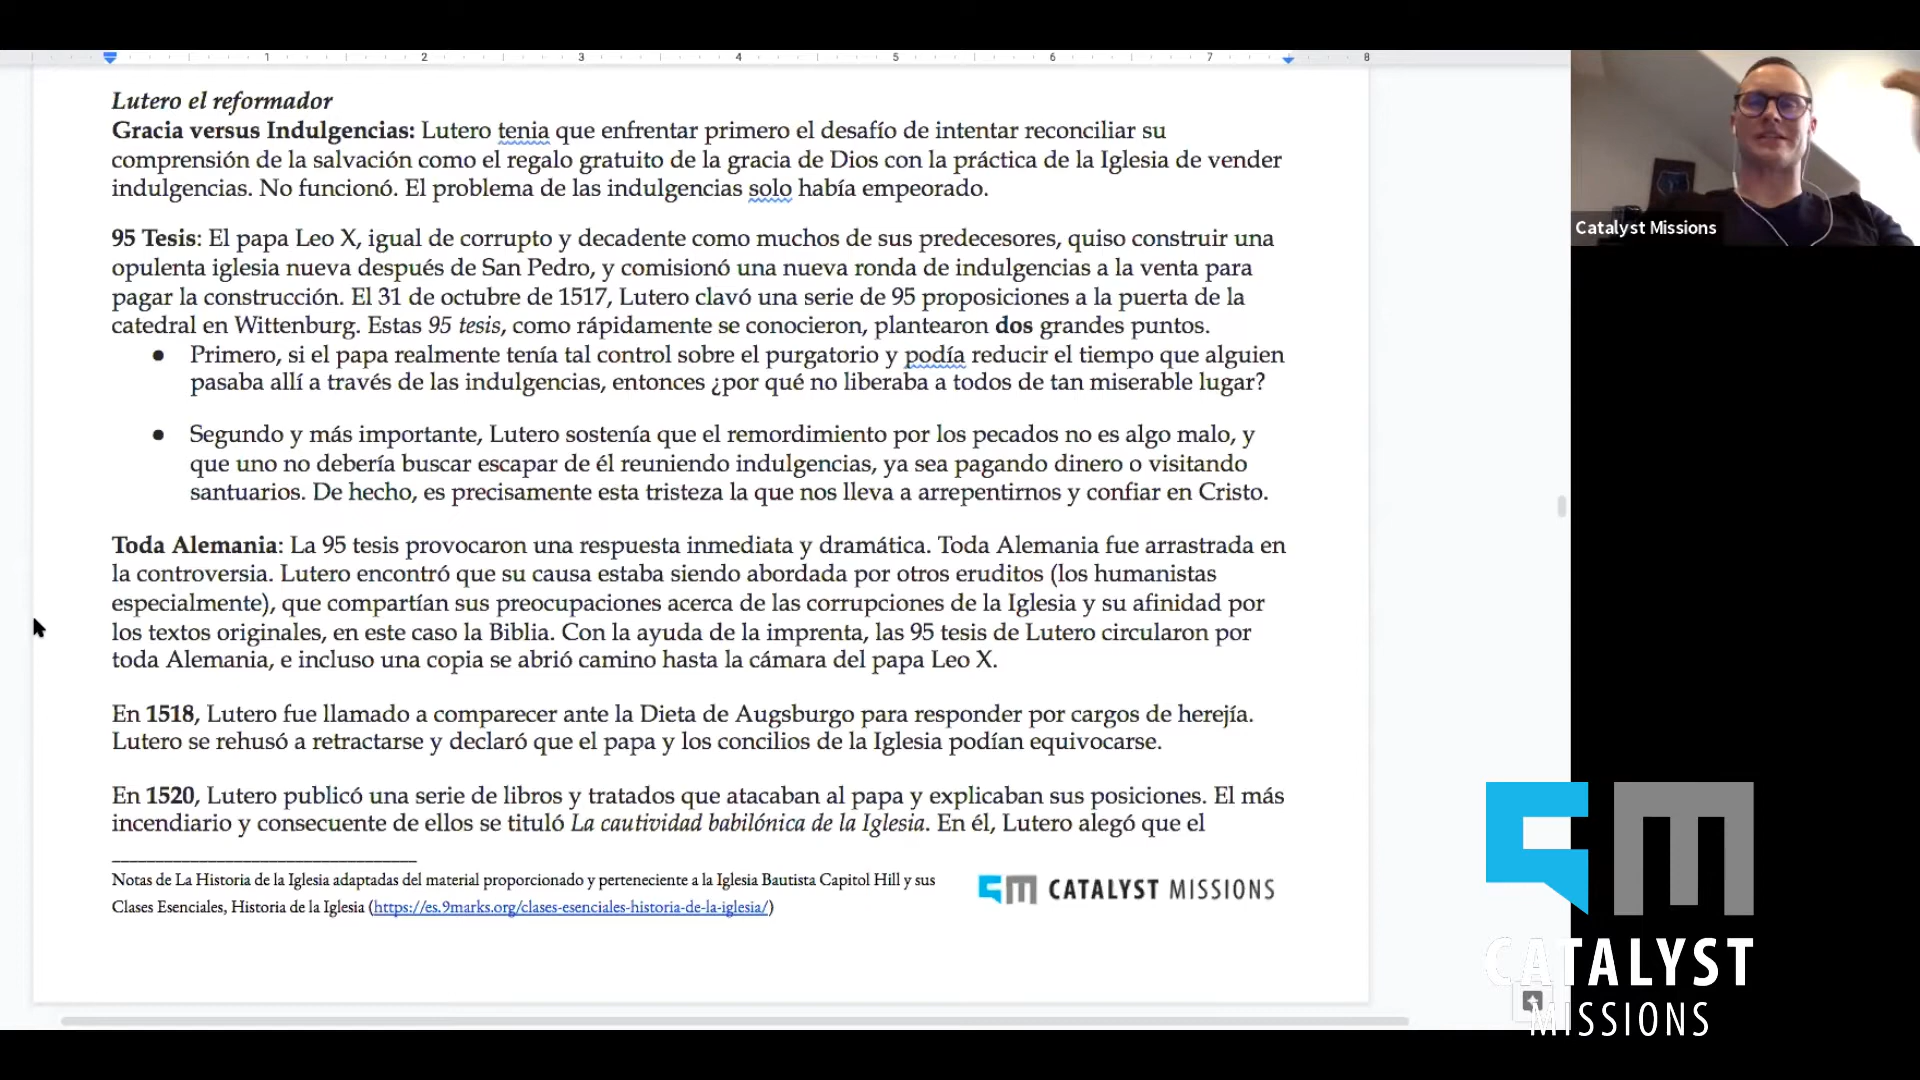 1 2 3 4 5 6 7 8
Lutero el reformador
Gracia versus Indulgencias: Lutero tenia que enfrentar primero el desafío de intentar reconciliar su
comprensión de la salvación como el regalo gratuito de la gracia de Dios con la práctica de la Iglesia de vender
indulgencias. No funcionó. El problema de las indulgencias solo había empeorado.
95 Tesis: El papa Leo X, igual de corrupto y decadente como muchos de sus predecesores, quiso construir una
opulenta iglesia nueva después de San Pedro, y comisionó una nueva ronda de indulgencias a la venta para
pagar la construcción. El 31 de octubre de 1517, Lutero clavó una serie de 95 proposiciones a la puerta de la
catedral en Wittenburg. Estas 95 tesis, como rápidamente se conocieron, plantearon dos grandes puntos.
● Primero, si el papa realmente tenía tal control sobre el purgatorio y podía reducir el tiempo que alguien
pasaba allí a través de las indulgencias, entonces ¿por qué no liberaba a todos de tan miserable lugar?
● Segundo y más importante, Lutero sostenía que el remordimiento por los pecados no es algo malo, y
que uno no debería buscar escapar de él reuniendo indulgencias, ya sea pagando dinero o visitando
santuarios. De hecho, es precisamente esta tristeza la que nos lleva a arrepentirnos y confiar en Cristo.
Toda Alemania: La 95 tesis provocaron una respuesta inmediata y dramática. Toda Alemania fue arrastrada en
la controversia. Lutero encontró que su causa estaba siendo abordada por otros eruditos (los humanistas
especialmente), que compartían sus preocupaciones acerca de las corrupciones de la Iglesia y su afinidad por
los textos originales, en este caso la Biblia. Con la ayuda de la imprenta, las 95 tesis de Lutero circularon por
toda Alemania, e incluso una copia se abrió camino hasta la cámara del papa Leo X.
En 1518, Lutero fue llamado a comparecer ante la Dieta de Augsburgo para responder por cargos de herejía.
Lutero se rehusó a retractarse y declaró que el papa y los concilios de la Iglesia podían equivocarse.
En 1520, Lutero publicó una serie de libros y tratados que atacaban al papa y explicaban sus posiciones. El más
incendiario y consecuente de ellos se tituló La cautividad babilónica de la Iglesia. En él, Lutero alegó que el
Notas de La Historia de la Iglesia adaptadas del material proporcionado y perteneciente a la Iglesia Bautista Capitol Hill y sus
Clases Esenciales, Historia de la Iglesia (https://es.9marks.org/clases-esenciales-historia-de-la-iglesia/)
CATALYST MISSIONS
Catalyst Missions
CATALYST
MISSIONS